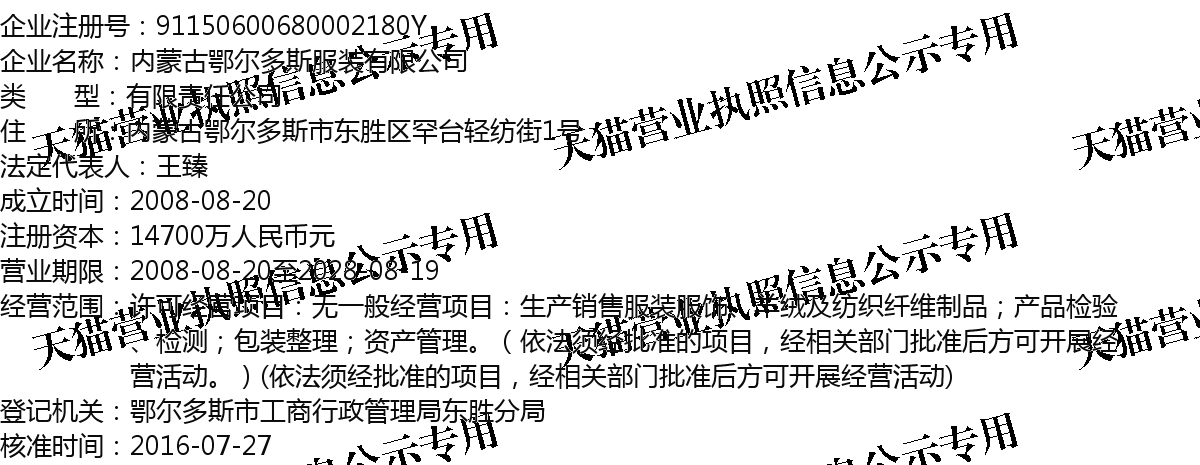 企业注册号：91150600680002180Y
企业名称：内蒙古鄂尔多斯服装有限公司
类 型：有限责任公司
住 所：内蒙古鄂尔多斯市东胜区罕台轻纺街1号
法定代表人：王臻
成立时间：2008-08-20
注册资本：14700万人民币元
营业期限：2008-08-20至2028-08-19
经营范围：许可经营项目：无一般经营项目：生产销售服装服饰、羊绒及纺织纤维制品；产品检验
、检测；包装整理；资产管理。（依法须经批准的项目，经相关部门批准后方可开展经
营活动。）(依法须经批准的项目，经相关部门批准后方可开展经营活动)
登记机关：鄂尔多斯市工商行政管理局东胜分局
核准时间：2016-07-27
天猫营业执照信息公示专用
天猫营业执照信息公示专用
天猫营业
天猫营业执照信息公示专用
天猫营业执照信息公示专用
天猫营业
信息公示专用
信息公示专用